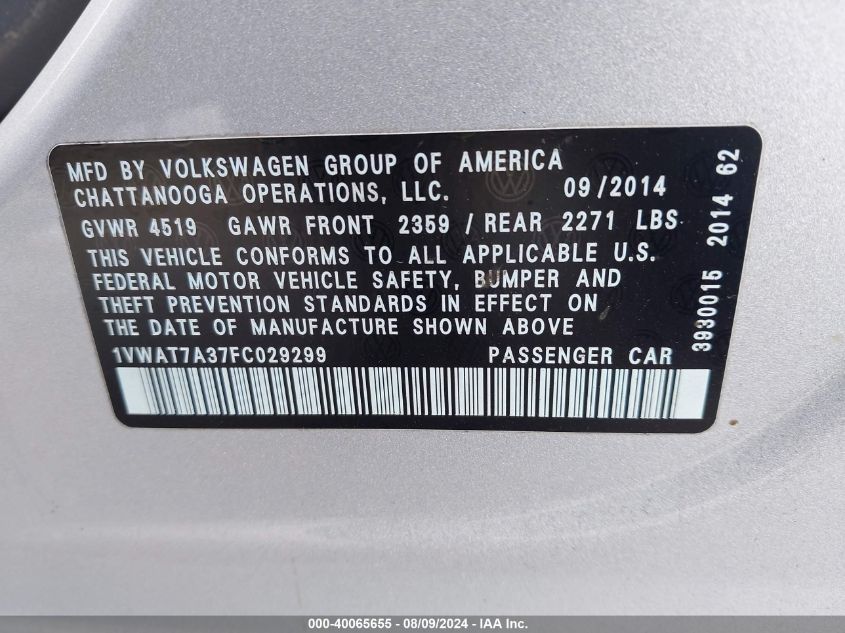 MFD BY VOLKSWAGEN GROUP OF AMERICA
CHATTANOOGA OPERATIONS, LLC. 09/2014
GVWR 4519 GAWR FRONT 2359 / REAR 2271 LBS
THIS VEHICLE CONFORMS TO ALL APPLICABLE U.S.
FEDERAL MOTOR VEHICLE SAFETY, BUMPER AND
THEFT PREVENTION STANDARDS IN EFFECT ON
THE DATE OF MANUFACTURE SHOWN ABOVE
1VWAT7A37FC029299 PASSENGER CAR
3930015 2014 62
000-40065655 - 08/09/2024 - IAA Inc.